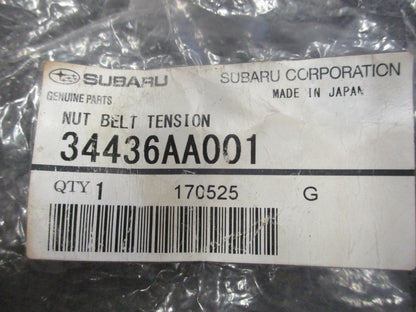 SUBARU SUBARU CORPORATION
GENUINE PARTS MADE IN JAPAN
NUT BELT TENSION
34436AA001
QTY 1 170525 G